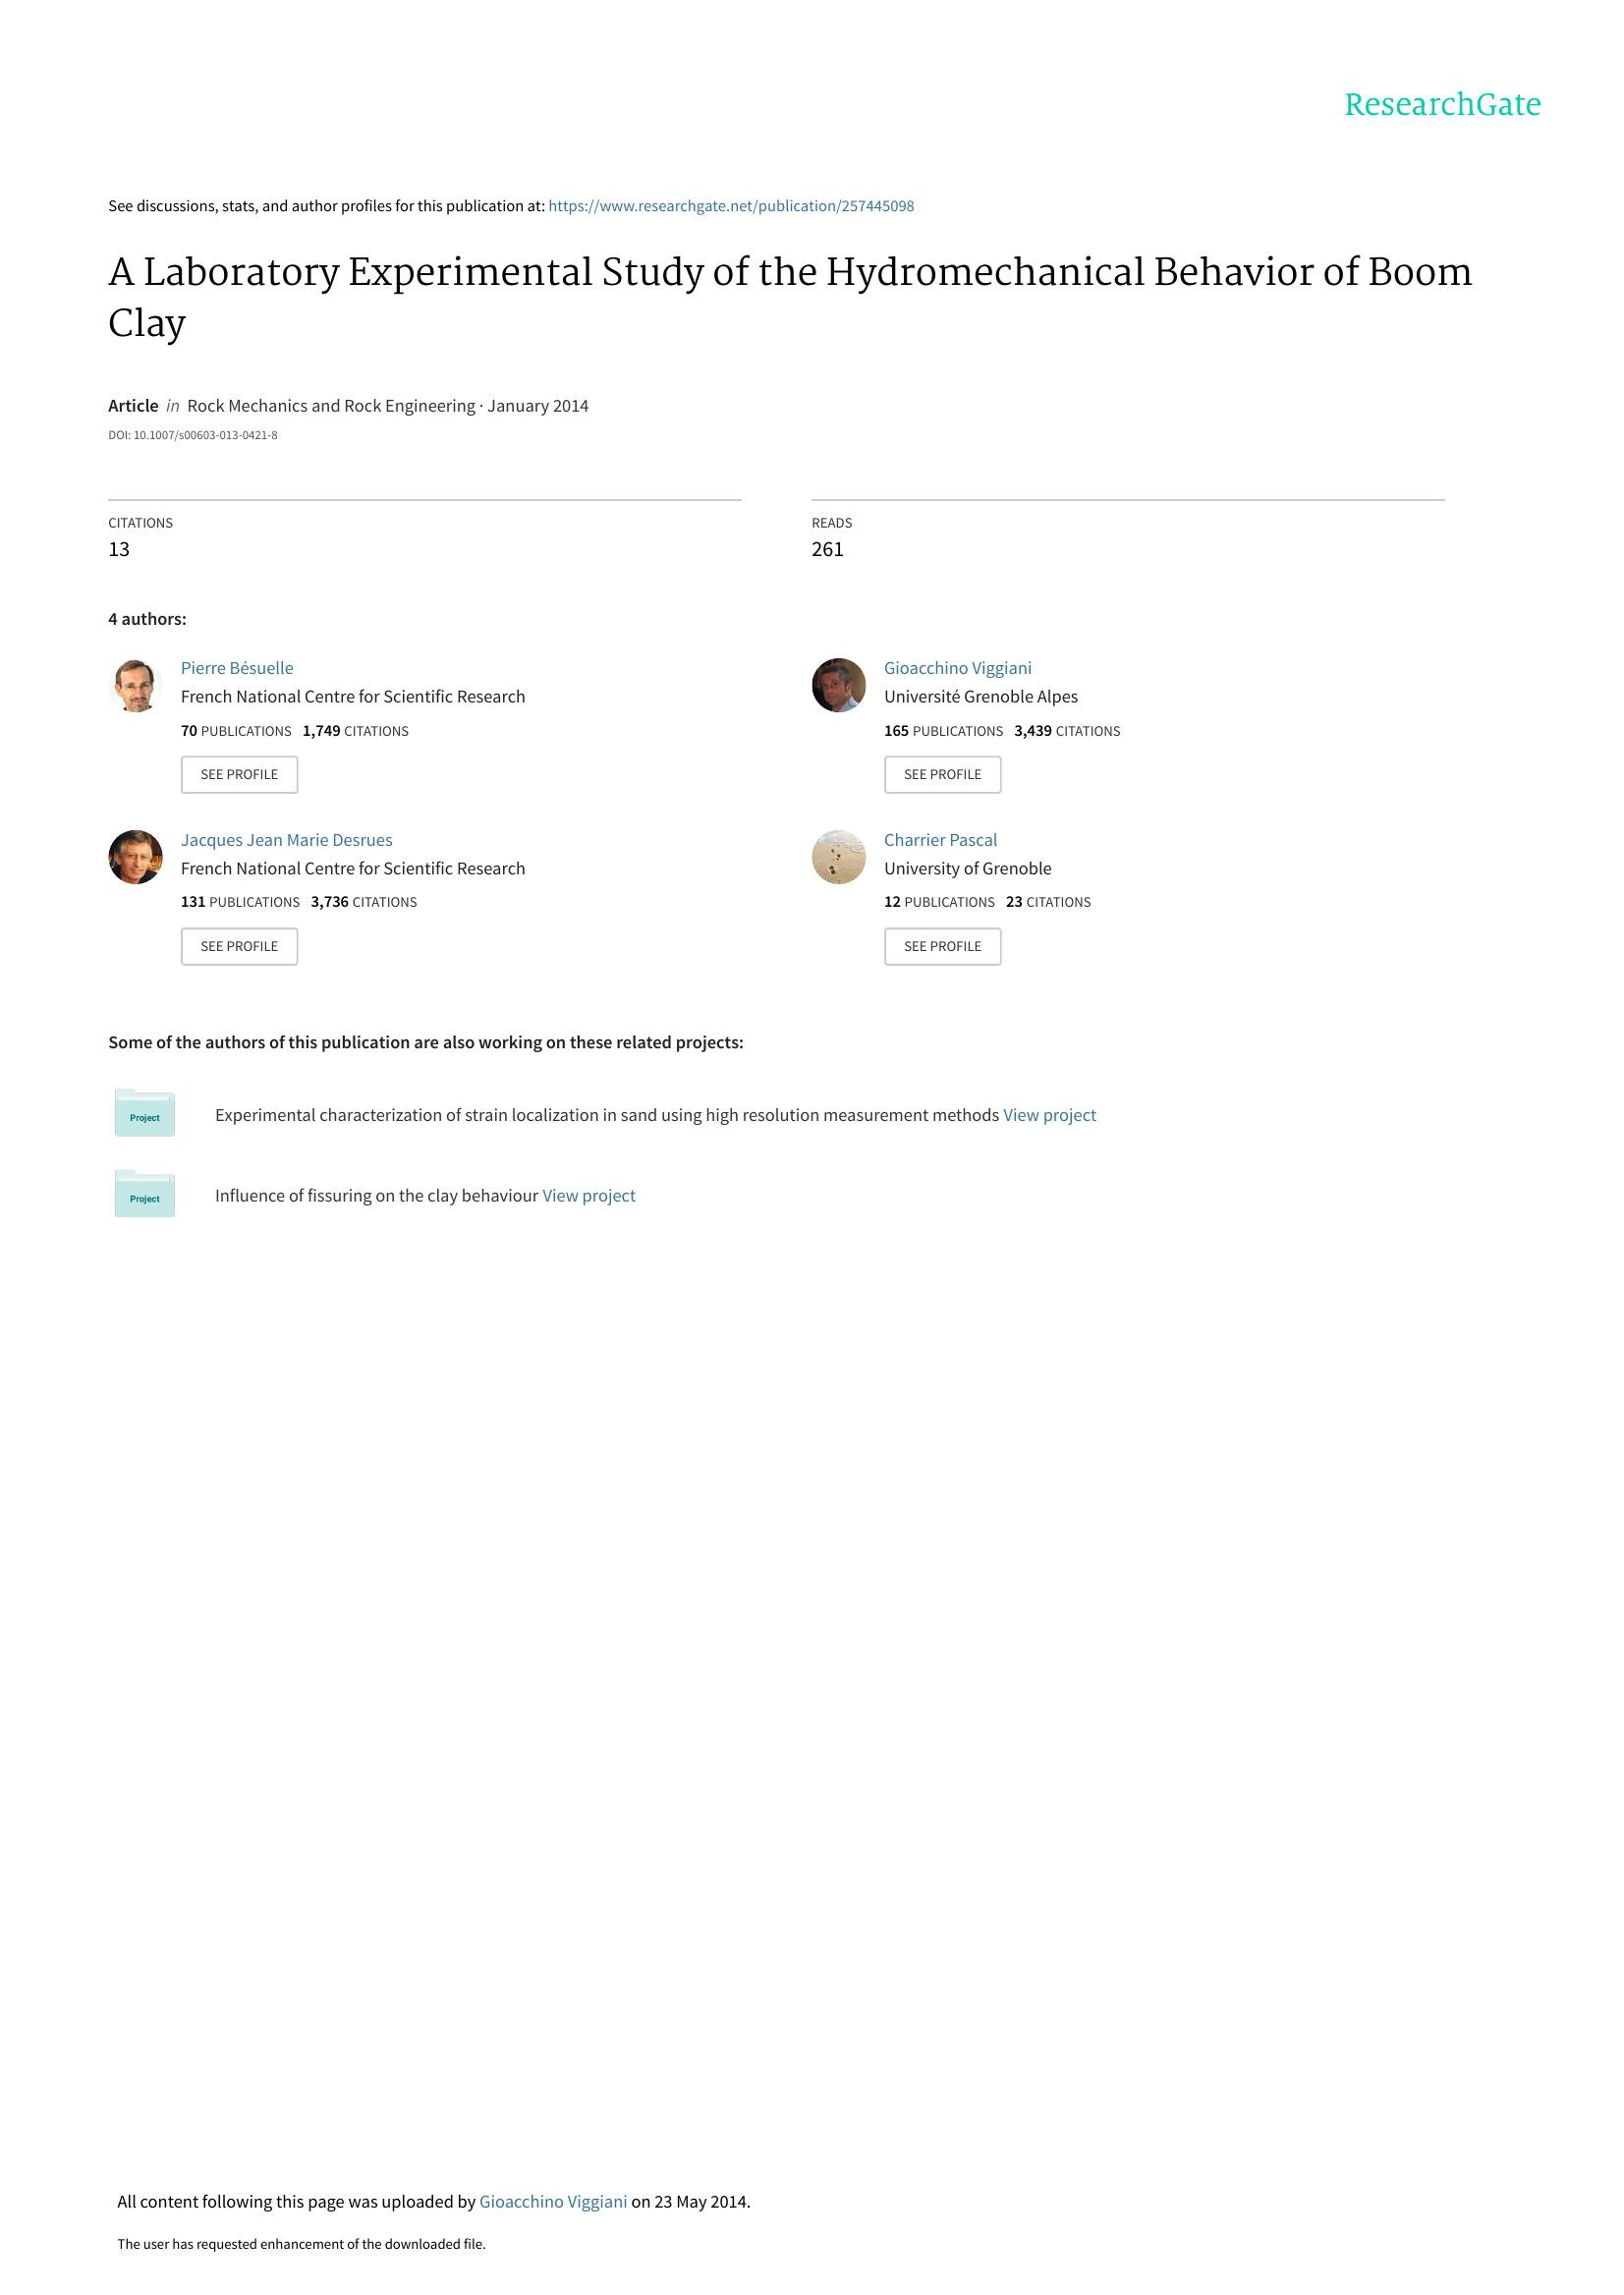 ResearchGate
See discussions, stats, and author profiles for this publication at: https://www.researchgate.net/publication/257445098
A Laboratory Experimental Study of the Hydromechanical Behavior of Boom
Clay
Article in Rock Mechanics and Rock Engineering · January 2014
DOI: 10.1007/s00603-013-0421-8
CITATIONS
13
READS
261
4 authors:
Pierre Bésuelle
French National Centre for Scientific Research
70 PUBLICATIONS 1,749 CITATIONS
SEE PROFILE
Gioacchino Viggiani
Université Grenoble Alpes
165 PUBLICATIONS 3,439 CITATIONS
SEE PROFILE
Jacques Jean Marie Desrues
French National Centre for Scientific Research
131 PUBLICATIONS 3,736 CITATIONS
SEE PROFILE
Charrier Pascal
University of Grenoble
12 PUBLICATIONS 23 CITATIONS
SEE PROFILE
Some of the authors of this publication are also working on these related projects:
Project
Experimental characterization of strain localization in sand using high resolution measurement methods View project
Project
Influence of fissuring on the clay behaviour View project
All content following this page was uploaded by Gioacchino Viggiani on 23 May 2014.
The user has requested enhancement of the downloaded file.